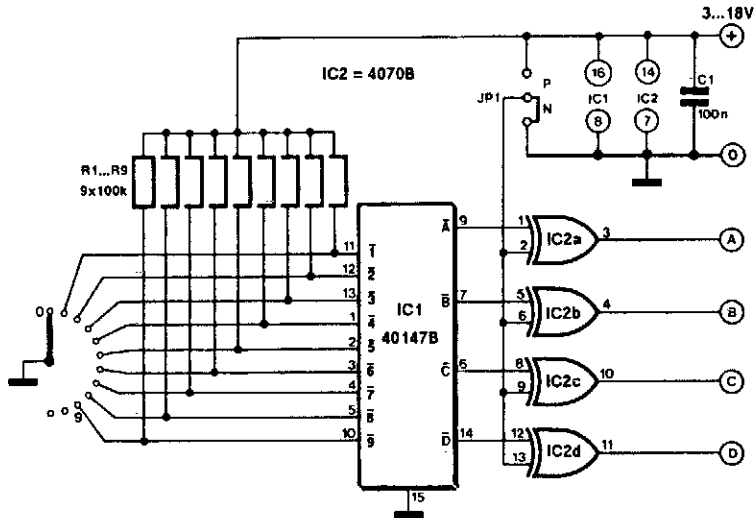 3...18V
+
IC2 = 4070B
P
JP1
N
16
IC1
8
14
IC2
7
C1
100n
0
R1...R9
9x100k
11
1̅
12
2̅
13
3̅
1
4̅
2
5̅
3
6̅
4
7̅
5
8̅
10
9̅
0
9
IC1
40147B
15
A̅
9
B̅
7
C̅
6
D̅
14
1
2
IC2a
3
A
5
6
IC2b
4
B
8
9
IC2c
10
C
12
13
IC2d
11
D